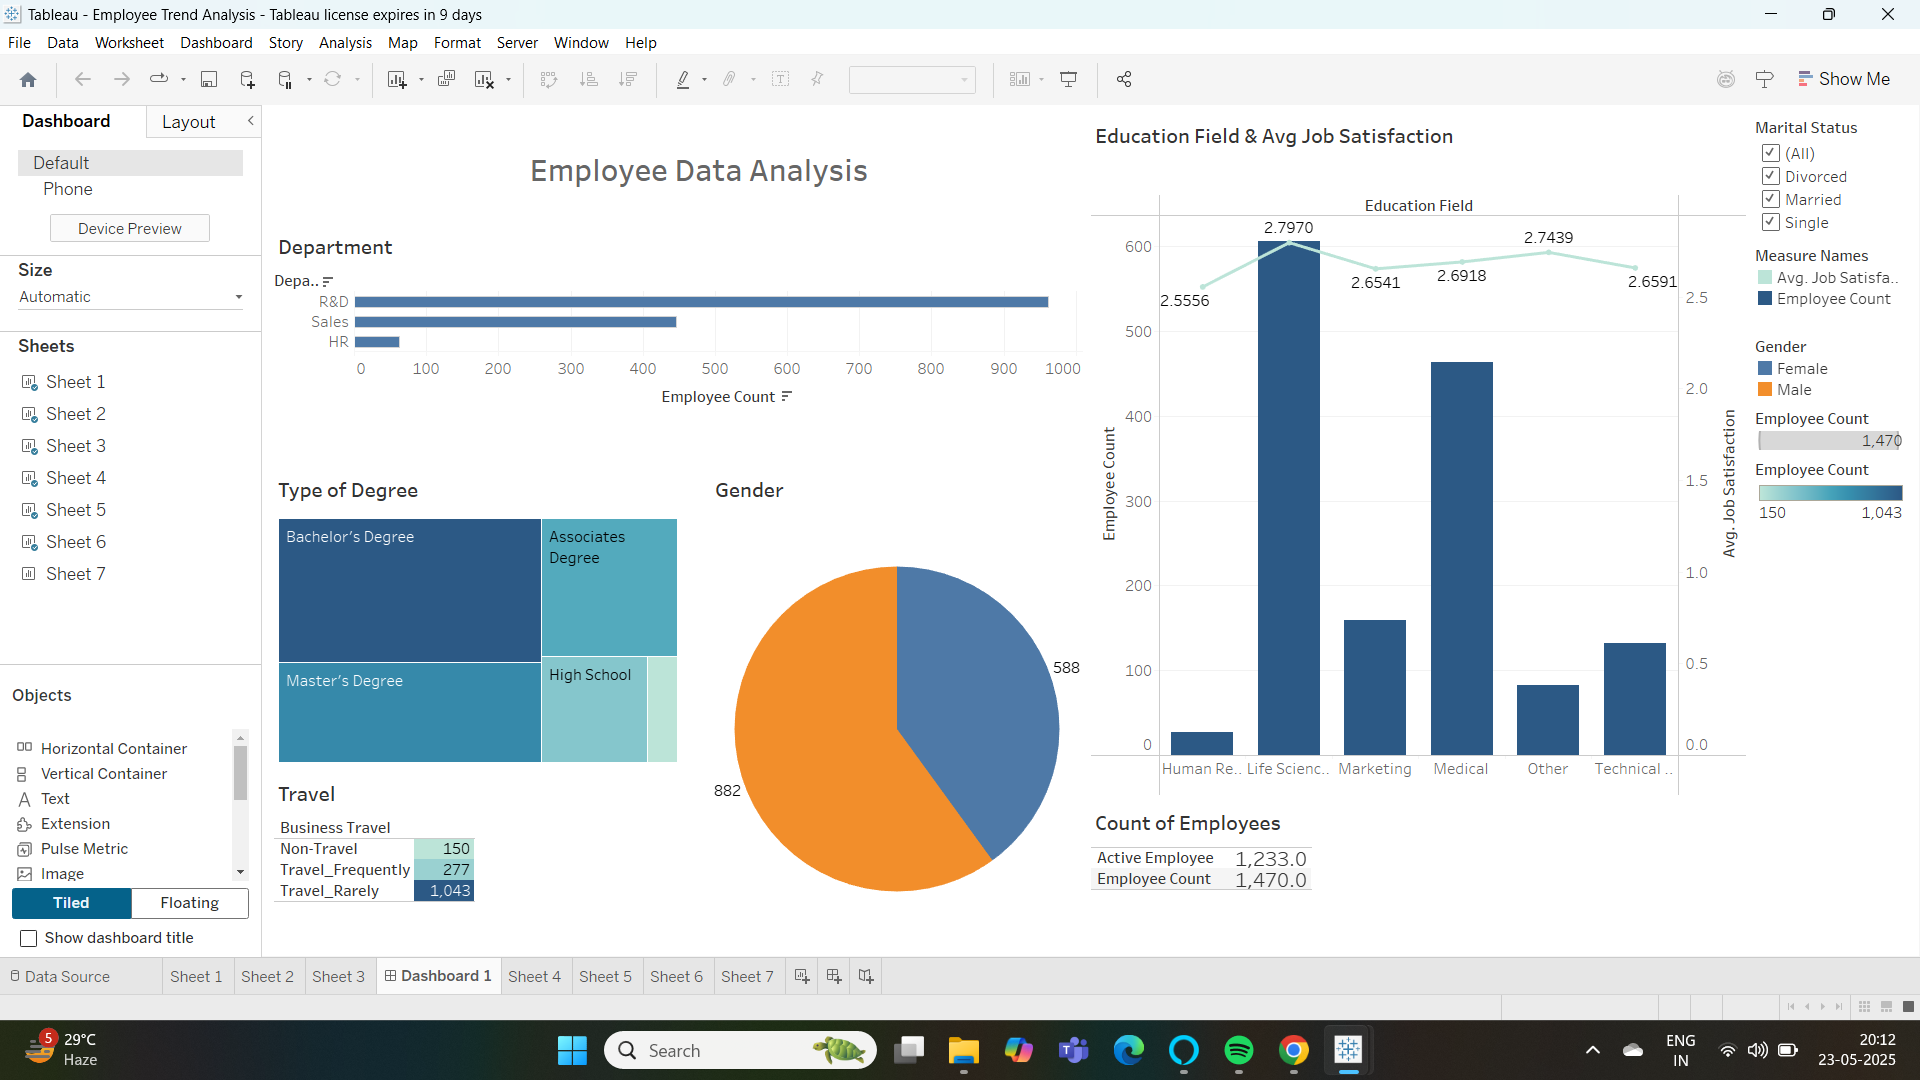 Tableau - Employee Trend Analysis - Tableau license expires in 9 days
File Data Worksheet Dashboard Story Analysis Map Format Server Window Help
Show Me
Dashboard Layout
Default
Phone
Device Preview
Size
Automatic
Sheets
Sheet 1
Sheet 2
Sheet 3
Sheet 4
Sheet 5
Sheet 6
Sheet 7
Objects
Horizontal Container
Vertical Container
Text
Extension
Pulse Metric
Image
Tiled Floating
Show dashboard title
Employee Data Analysis
Department
Depa..
R&D
Sales
HR
0 100 200 300 400 500 600 700 800 900 1000
Employee Count
Type of Degree
Bachelor's Degree
Associates
Degree
Master's Degree
High School
Travel
Business Travel
Non-Travel 150
Travel_Frequently 277
Travel_Rarely 1,043
Gender
588
882
Education Field & Avg Job Satisfaction
Education Field
2.5556 2.7970 2.6541 2.6918 2.7439 2.6591
600
500
400
300
200
100
0
Employee Count
2.5
2.0
1.5
1.0
0.5
0.0
Avg. Job Satisfaction
Human Re.. Life Scienc.. Marketing Medical Other Technical ..
Count of Employees
Active Employee 1,233.0
Employee Count 1,470.0
Marital Status
(All)
Divorced
Married
Single
Measure Names
Avg. Job Satisfa..
Employee Count
Gender
Female
Male
Employee Count
1,470
Employee Count
150 1,043
Data Source Sheet 1 Sheet 2 Sheet 3 Dashboard 1 Sheet 4 Sheet 5 Sheet 6 Sheet 7
5
29°C
Haze
Search
ENG
IN
20:12
23-05-2025